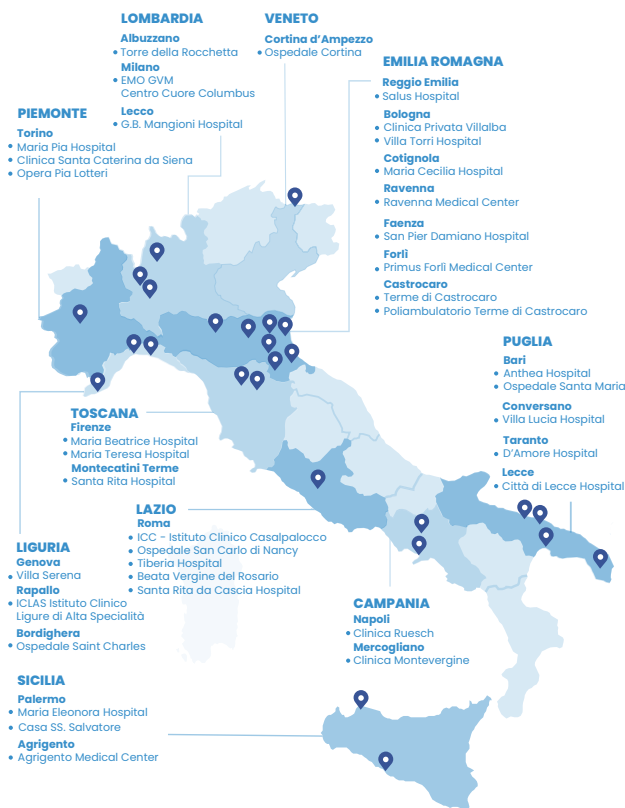 LOMBARDIA
Albuzzano
• Torre della Rocchetta
Milano
• EMO GVM
Centro Cuore Columbus
Lecco
• G.B. Mangioni Hospital
VENETO
Cortina d'Ampezzo
• Ospedale Cortina
EMILIA ROMAGNA
Reggio Emilia
• Salus Hospital
Bologna
• Clinica Privata Villalba
• Villa Torri Hospital
Cotignola
• Maria Cecilia Hospital
Ravenna
• Ravenna Medical Center
Faenza
• San Pier Damiano Hospital
Forlì
• Primus Forlì Medical Center
Castrocaro
• Terme di Castrocaro
• Poliambulatorio Terme di Castrocaro
PIEMONTE
Torino
• Maria Pia Hospital
• Clinica Santa Caterina da Siena
• Opera Pia Lotteri
PUGLIA
Bari
• Anthea Hospital
• Ospedale Santa Maria
Conversano
• Villa Lucia Hospital
Taranto
• D'Amore Hospital
Lecce
• Città di Lecce Hospital
TOSCANA
Firenze
• Maria Beatrice Hospital
• Maria Teresa Hospital
Montecatini Terme
• Santa Rita Hospital
LAZIO
Roma
• ICC - Istituto Clinico Casalpalocco
• Ospedale San Carlo di Nancy
• Tiberia Hospital
• Beata Vergine del Rosario
• Santa Rita da Cascia Hospital
LIGURIA
Genova
• Villa Serena
Rapallo
• ICLAS Istituto Clinico
Ligure di Alta Specialità
Bordighera
• Ospedale Saint Charles
CAMPANIA
Napoli
• Clinica Ruesch
Mercogliano
• Clinica Montevergine
SICILIA
Palermo
• Maria Eleonora Hospital
• Casa SS. Salvatore
Agrigento
• Agrigento Medical Center